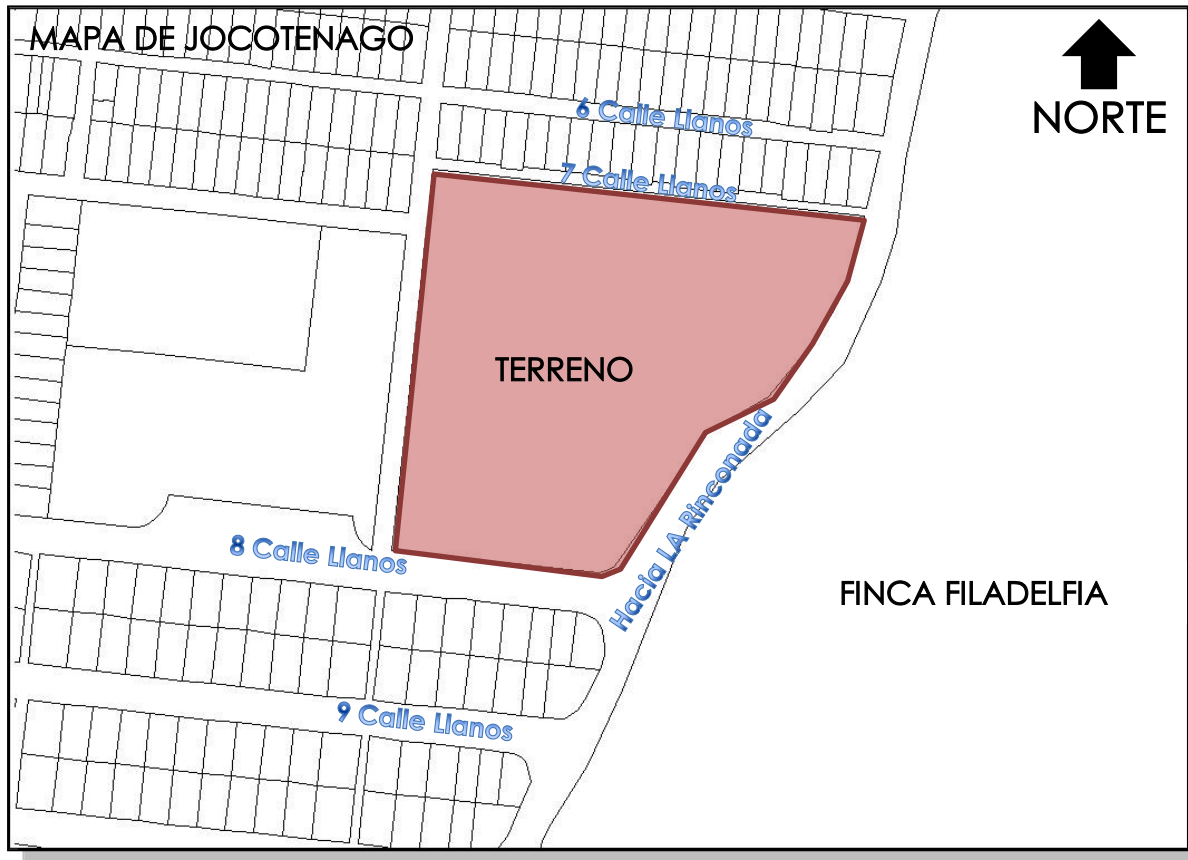 MAPA DE JOCOTENAGO
NORTE
6 Calle Llanos
7 Calle Llanos
TERRENO
Hacia LA Rinconada
8 Calle Llanos
FINCA FILADELFIA
9 Calle Llanos